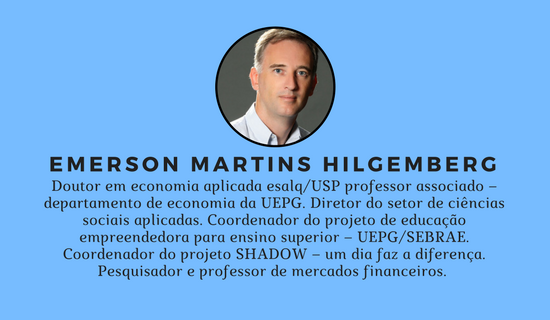 EMERSON MARTINS HILGEMBERG
Doutor em economia aplicada esalq/USP professor associado –
departamento de economia da UEPG. Diretor do setor de ciências
sociais aplicadas. Coordenador do projeto de educação
empreendedora para ensino superior – UEPG/SEBRAE.
Coordenador do projeto SHADOW – um dia faz a diferença.
Pesquisador e professor de mercados financeiros.